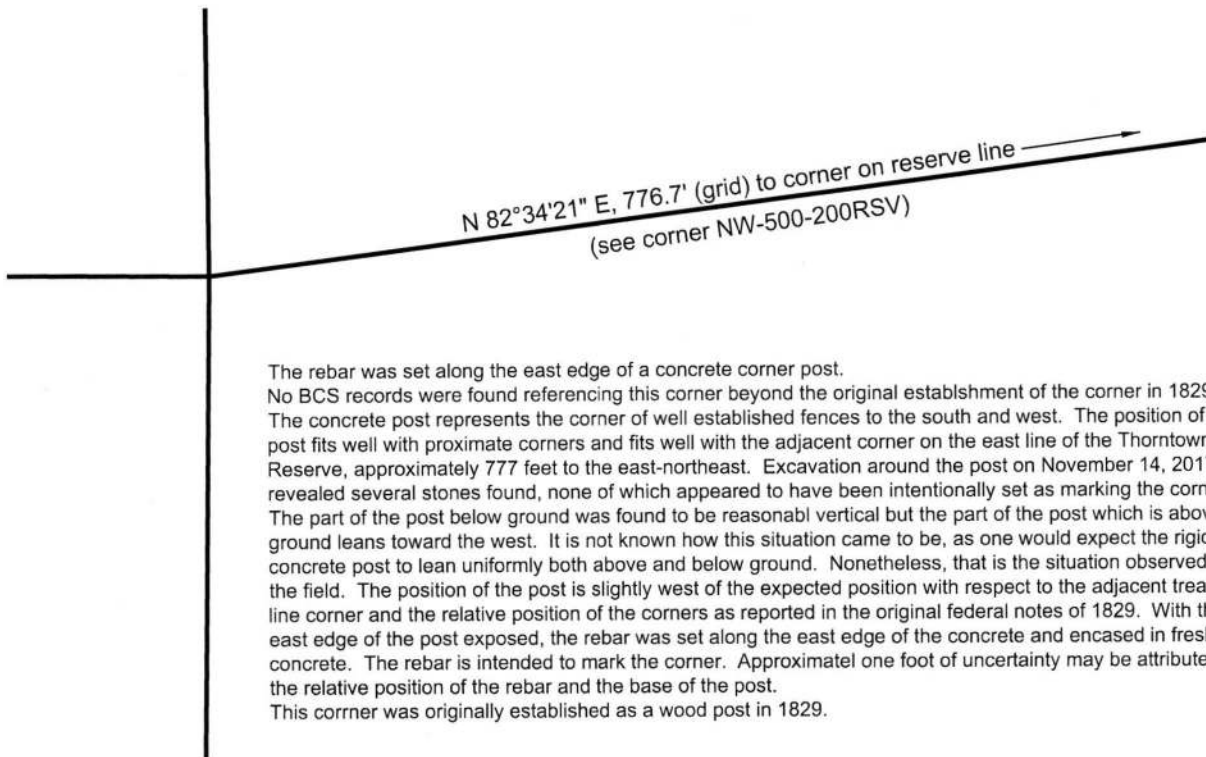 N 82°34'21" E, 776.7' (grid) to corner on reserve line
(see corner NW-500-200RSV)
The rebar was set along the east edge of a concrete corner post.
No BCS records were found referencing this corner beyond the original establshment of the corner in 1829
The concrete post represents the corner of well established fences to the south and west. The position of
post fits well with proximate corners and fits well with the adjacent corner on the east line of the Thorntown
Reserve, approximately 777 feet to the east-northeast. Excavation around the post on November 14, 201
revealed several stones found, none of which appeared to have been intentionally set as marking the corn
The part of the post below ground was found to be reasonabl vertical but the part of the post which is abov
ground leans toward the west. It is not known how this situation came to be, as one would expect the rigid
concrete post to lean uniformly both above and below ground. Nonetheless, that is the situation observed
the field. The position of the post is slightly west of the expected position with respect to the adjacent trea
line corner and the relative position of the corners as reported in the original federal notes of 1829. With th
east edge of the post exposed, the rebar was set along the east edge of the concrete and encased in fresh
concrete. The rebar is intended to mark the corner. Approximatel one foot of uncertainty may be attribute
the relative position of the rebar and the base of the post.
This corrner was originally established as a wood post in 1829.